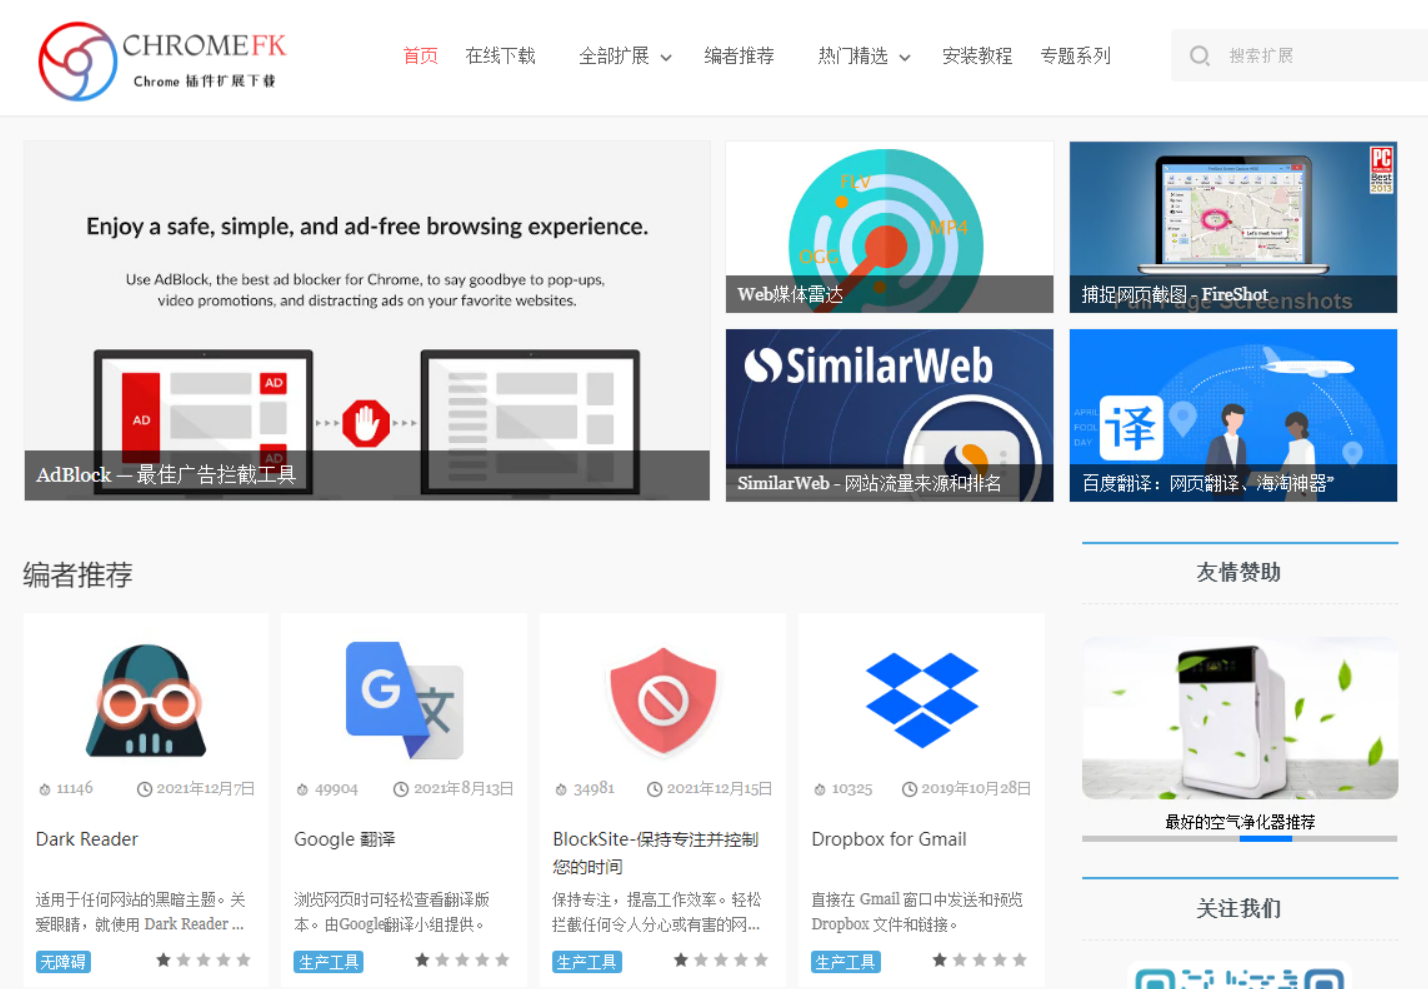 CHROMEFK
Chrome 插件扩展下载
首页 在线下载 全部扩展 编者推荐 热门精选 安装教程 专题系列
搜索扩展
Enjoy a safe, simple, and ad-free browsing experience.
Use AdBlock, the best ad blocker for Chrome, to say goodbye to pop-ups,
video promotions, and distracting ads on your favorite websites.
AD
AD
AD
AdBlock — 最佳广告拦截工具
FLV
MP4
OGG
Web媒体雷达
PC
Best
2013
捕捉网页截图 - FireShot
Full Page Screenshots
SimilarWeb
SimilarWeb - 网站流量来源和排名
APRIL
FOOL
DAY
译
百度翻译：网页翻译、海淘神器”
编者推荐
11146 2021年12月7日
Dark Reader
适用于任何网站的黑暗主题。关
爱眼睛，就使用 Dark Reader ...
无障碍
G 文
49904 2021年8月13日
Google 翻译
浏览网页时可轻松查看翻译版
本。由Google翻译小组提供。
生产工具
34981 2021年12月15日
BlockSite-保持专注并控制
您的时间
保持专注，提高工作效率。轻松
拦截任何令人分心或有害的网...
生产工具
10325 2019年10月28日
Dropbox for Gmail
直接在 Gmail 窗口中发送和预览
Dropbox 文件和链接。
生产工具
友情赞助
最好的空气净化器推荐
关注我们